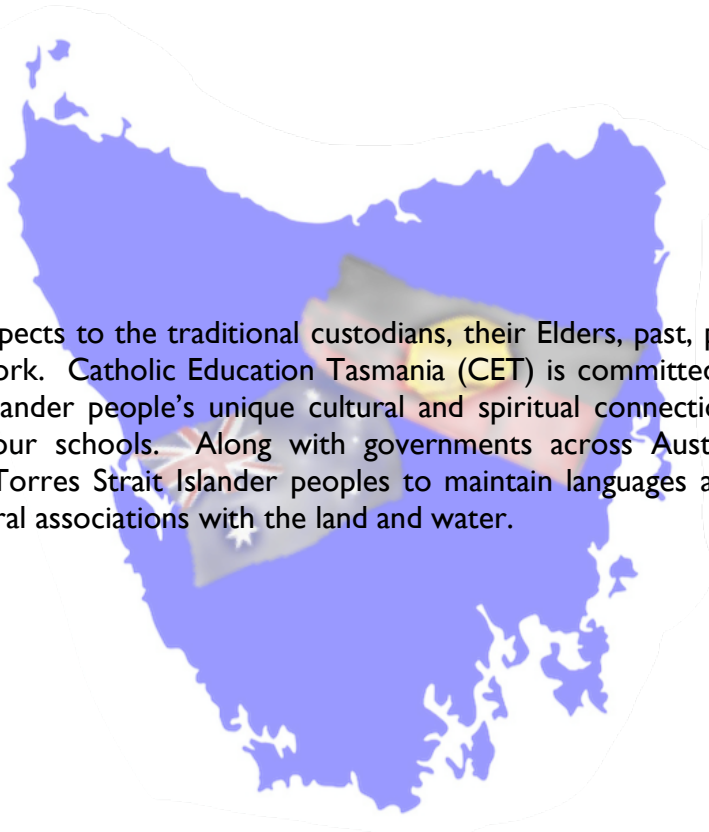 pects to the traditional custodians, their Elders, past, p
ork. Catholic Education Tasmania (CET) is committed
ander people's unique cultural and spiritual connectio
our schools. Along with governments across Aust
Torres Strait Islander peoples to maintain languages a
ral associations with the land and water.